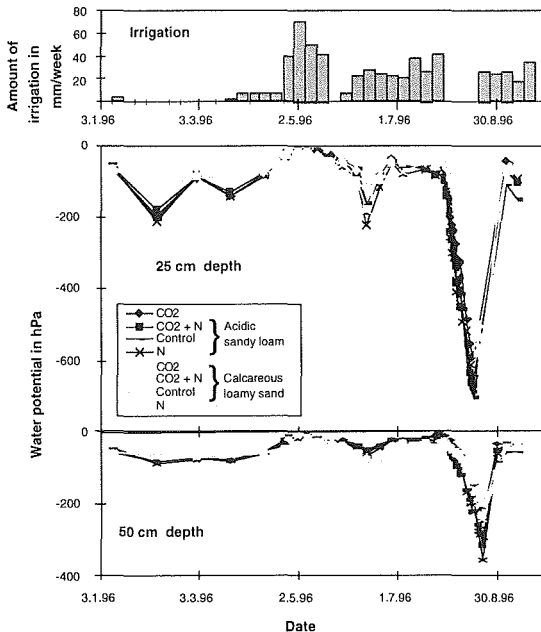 Irrigation
Amount of
irrigation in
mm/week
80
60
40
20
3.1.96 3.3.96 2.5.96 1.7.96 30.8.96
0
-200
-400
-600
25 cm depth
CO2
CO2 + N
Control
N
Acidic
sandy loam
CO2
CO2 + N
Control
N
Calcareous
loamy sand
Water potential in hPa
0
-200
-400
50 cm depth
3.1.96 3.3.96 2.5.96 1.7.96 30.8.96
Date